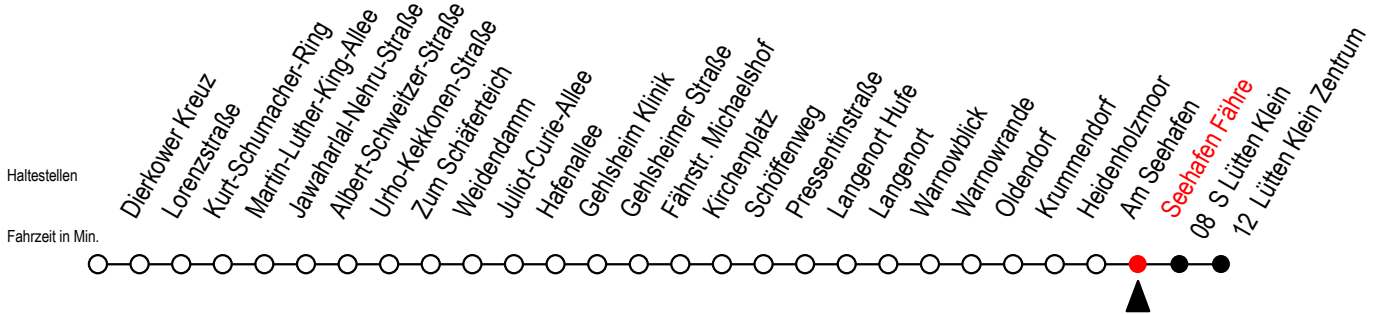 Haltestellen
Fahrzeit in Min.
Dierkower Kreuz
Lorenzstraße
Kurt-Schumacher-Ring
Martin-Luther-King-Allee
Jawaharlal-Nehru-Straße
Albert-Schweitzer-Straße
Urho-Kekkonen-Straße
Zum Schäferteich
Weidendamm
Juliot-Curie-Allee
Hafenallee
Gehlsheim Klinik
Gehlsheimer Straße
Fährstr. Michaelshof
Kirchenplatz
Schöffenweg
Pressentinstraße
Langenort Hufe
Langenort
Warnowblick
Warnowrande
Oldendorf
Krummendorf
Heidenholzmoor
Am Seehafen
Seehafen Fähre
08 S Lütten Klein
12 Lütten Klein Zentrum